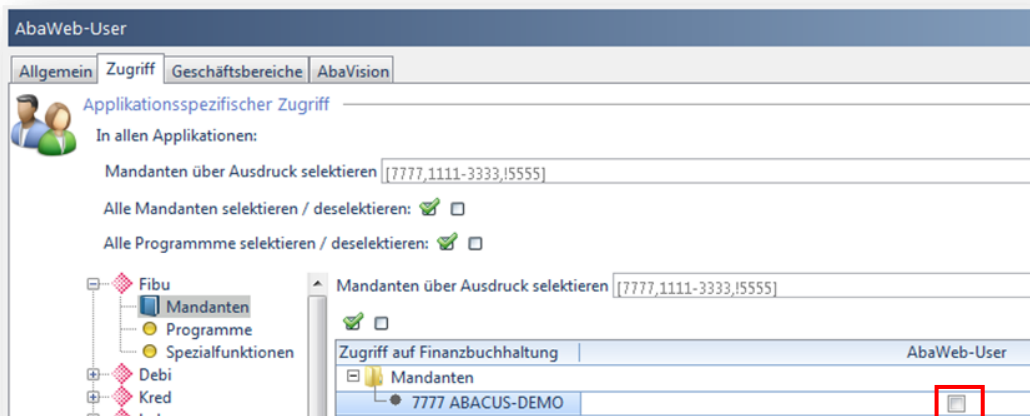 AbaWeb-User
Allgemein Zugriff Geschäftsbereiche AbaVision
Applikationsspezifischer Zugriff
In allen Applikationen:
Mandanten über Ausdruck selektieren [7777,1111-3333,!5555]
Alle Mandanten selektieren / deselektieren:
Alle Programmme selektieren / deselektieren:
Fibu
Mandanten
Programme
Spezialfunktionen
Debi
Kred
Mandanten über Ausdruck selektieren [7777,1111-3333,!5555]
Zugriff auf Finanzbuchhaltung AbaWeb-User
Mandanten
7777 ABACUS-DEMO